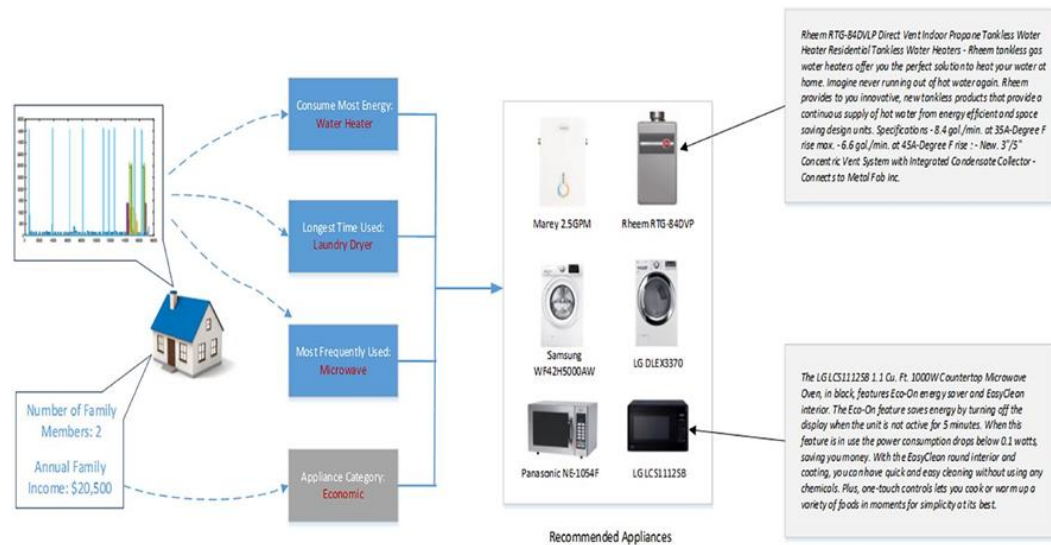 Consume Most Energy:
Water Heater
Longest Time Used:
Laundry Dryer
Most Frequently Used:
Microwave
Appliance Category:
Economic
Number of Family
Members: 2
Annual Family
Income: $20,500
Marey 2.5GPM
Rheem RTG-84DVP
Samsung
WF42H5000AW
LG DLEX3370
Panasonic NE-1054F
LG LCS1112SB
Recommended Appliances
Rheem RTG-84DVLP Direct Vent Indoor Propane Tankless Water
Heater Residential Tankless Water Heaters - Rheem tankless gas
water heaters offer you the perfect solution to heat your water at
home. Imagine never running out of hot water again. Rheem
provides to you innovative, new tankless products that provide a
continuous supply of hot water from energy efficient and space
saving design units. Specifications - 8.4 gal./min. at 35A-Degree F
rise max. - 6.6 gal./min. at 45A-Degree F rise : - New. 3"/5"
Concentric Vent System with Integrated Condensate Collector -
Connects to Metal Fab Inc.
The LG LCS1112SB 1.1 Cu. Ft. 1000W Countertop Microwave
Oven, in black, features Eco-On energy saver and EasyClean
interior. The Eco-On feature saves energy by turning off the
display when the unit is not active for 5 minutes. When this
feature is in use the power consumption drops below 0.1 watts,
saving you money. With the EasyClean round interior and
coating, you can have quick and easy cleaning without using any
chemicals. Plus, one-touch controls lets you cook or warm up a
variety of foods in moments for simplicity at its best.